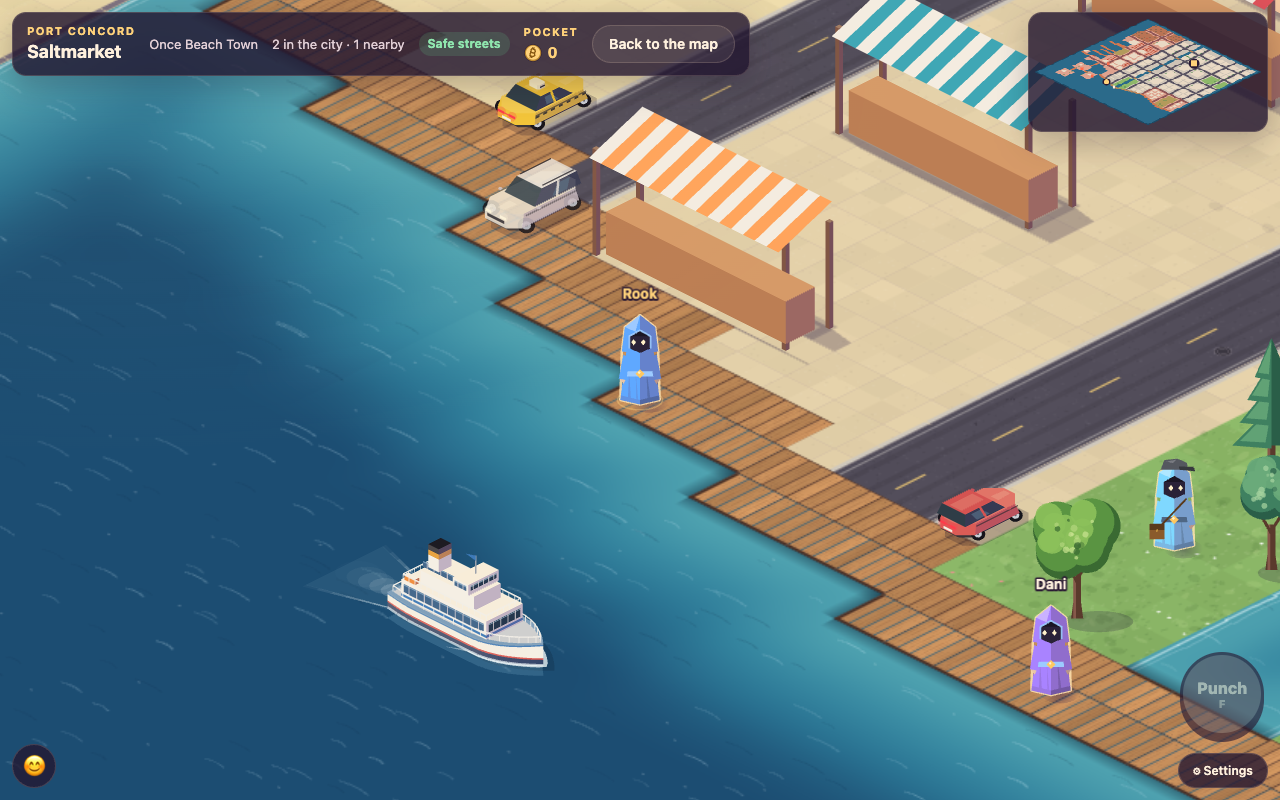 PORT CONCORD
Saltmarket
Once Beach Town
2 in the city · 1 nearby
Safe streets
POCKET
0
Back to the map
Rook
Dani
Punch
F
Settings